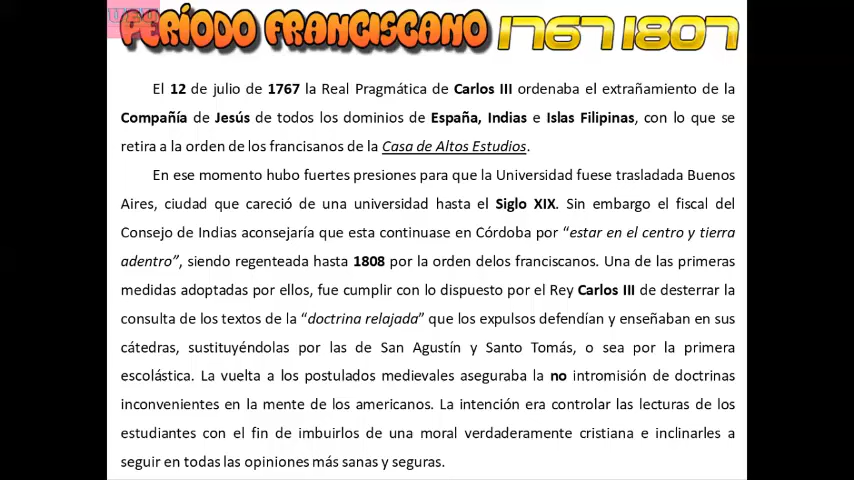 PERÍODO FRANCISCANO 1767 1807
El 12 de julio de 1767 la Real Pragmática de Carlos III ordenaba el extrañamiento de la
Compañía de Jesús de todos los dominios de España, Indias e Islas Filipinas, con lo que se
retira a la orden de los francisanos de la Casa de Altos Estudios.
En ese momento hubo fuertes presiones para que la Universidad fuese trasladada Buenos
Aires, ciudad que careció de una universidad hasta el Siglo XIX. Sin embargo el fiscal del
Consejo de Indias aconsejaría que esta continuase en Córdoba por “estar en el centro y tierra
adentro”, siendo regenteada hasta 1808 por la orden delos franciscanos. Una de las primeras
medidas adoptadas por ellos, fue cumplir con lo dispuesto por el Rey Carlos III de desterrar la
consulta de los textos de la “doctrina relajada” que los expulsos defendían y enseñaban en sus
cátedras, sustituyéndolas por las de San Agustín y Santo Tomás, o sea por la primera
escolástica. La vuelta a los postulados medievales aseguraba la no intromisión de doctrinas
inconvenientes en la mente de los americanos. La intención era controlar las lecturas de los
estudiantes con el fin de imbuirlos de una moral verdaderamente cristiana e inclinarles a
seguir en todas las opiniones más sanas y seguras.